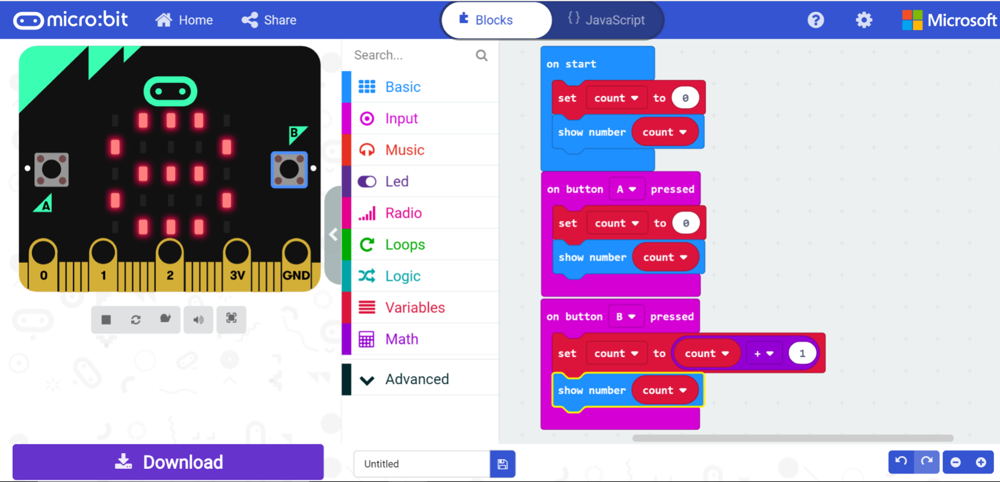 micro:bit Home Share Blocks {} JavaScript ? Microsoft
B
A
0 1 2 3V GND
Search...
Basic
Input
Music
Led
Radio
Loops
Logic
Variables
Math
Advanced
on start
set count to 0
show number count
on button A pressed
set count to 0
show number count
on button B pressed
set count to count + 1
show number count
Download
Untitled